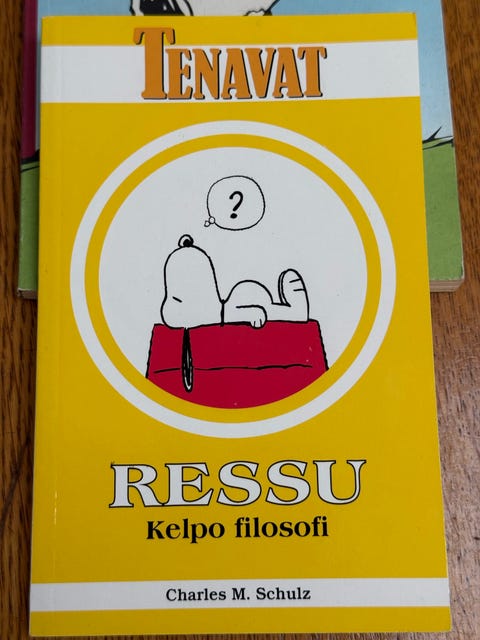 TENAVAT
?
RESSU
Kelpo filosofi
Charles M. Schulz